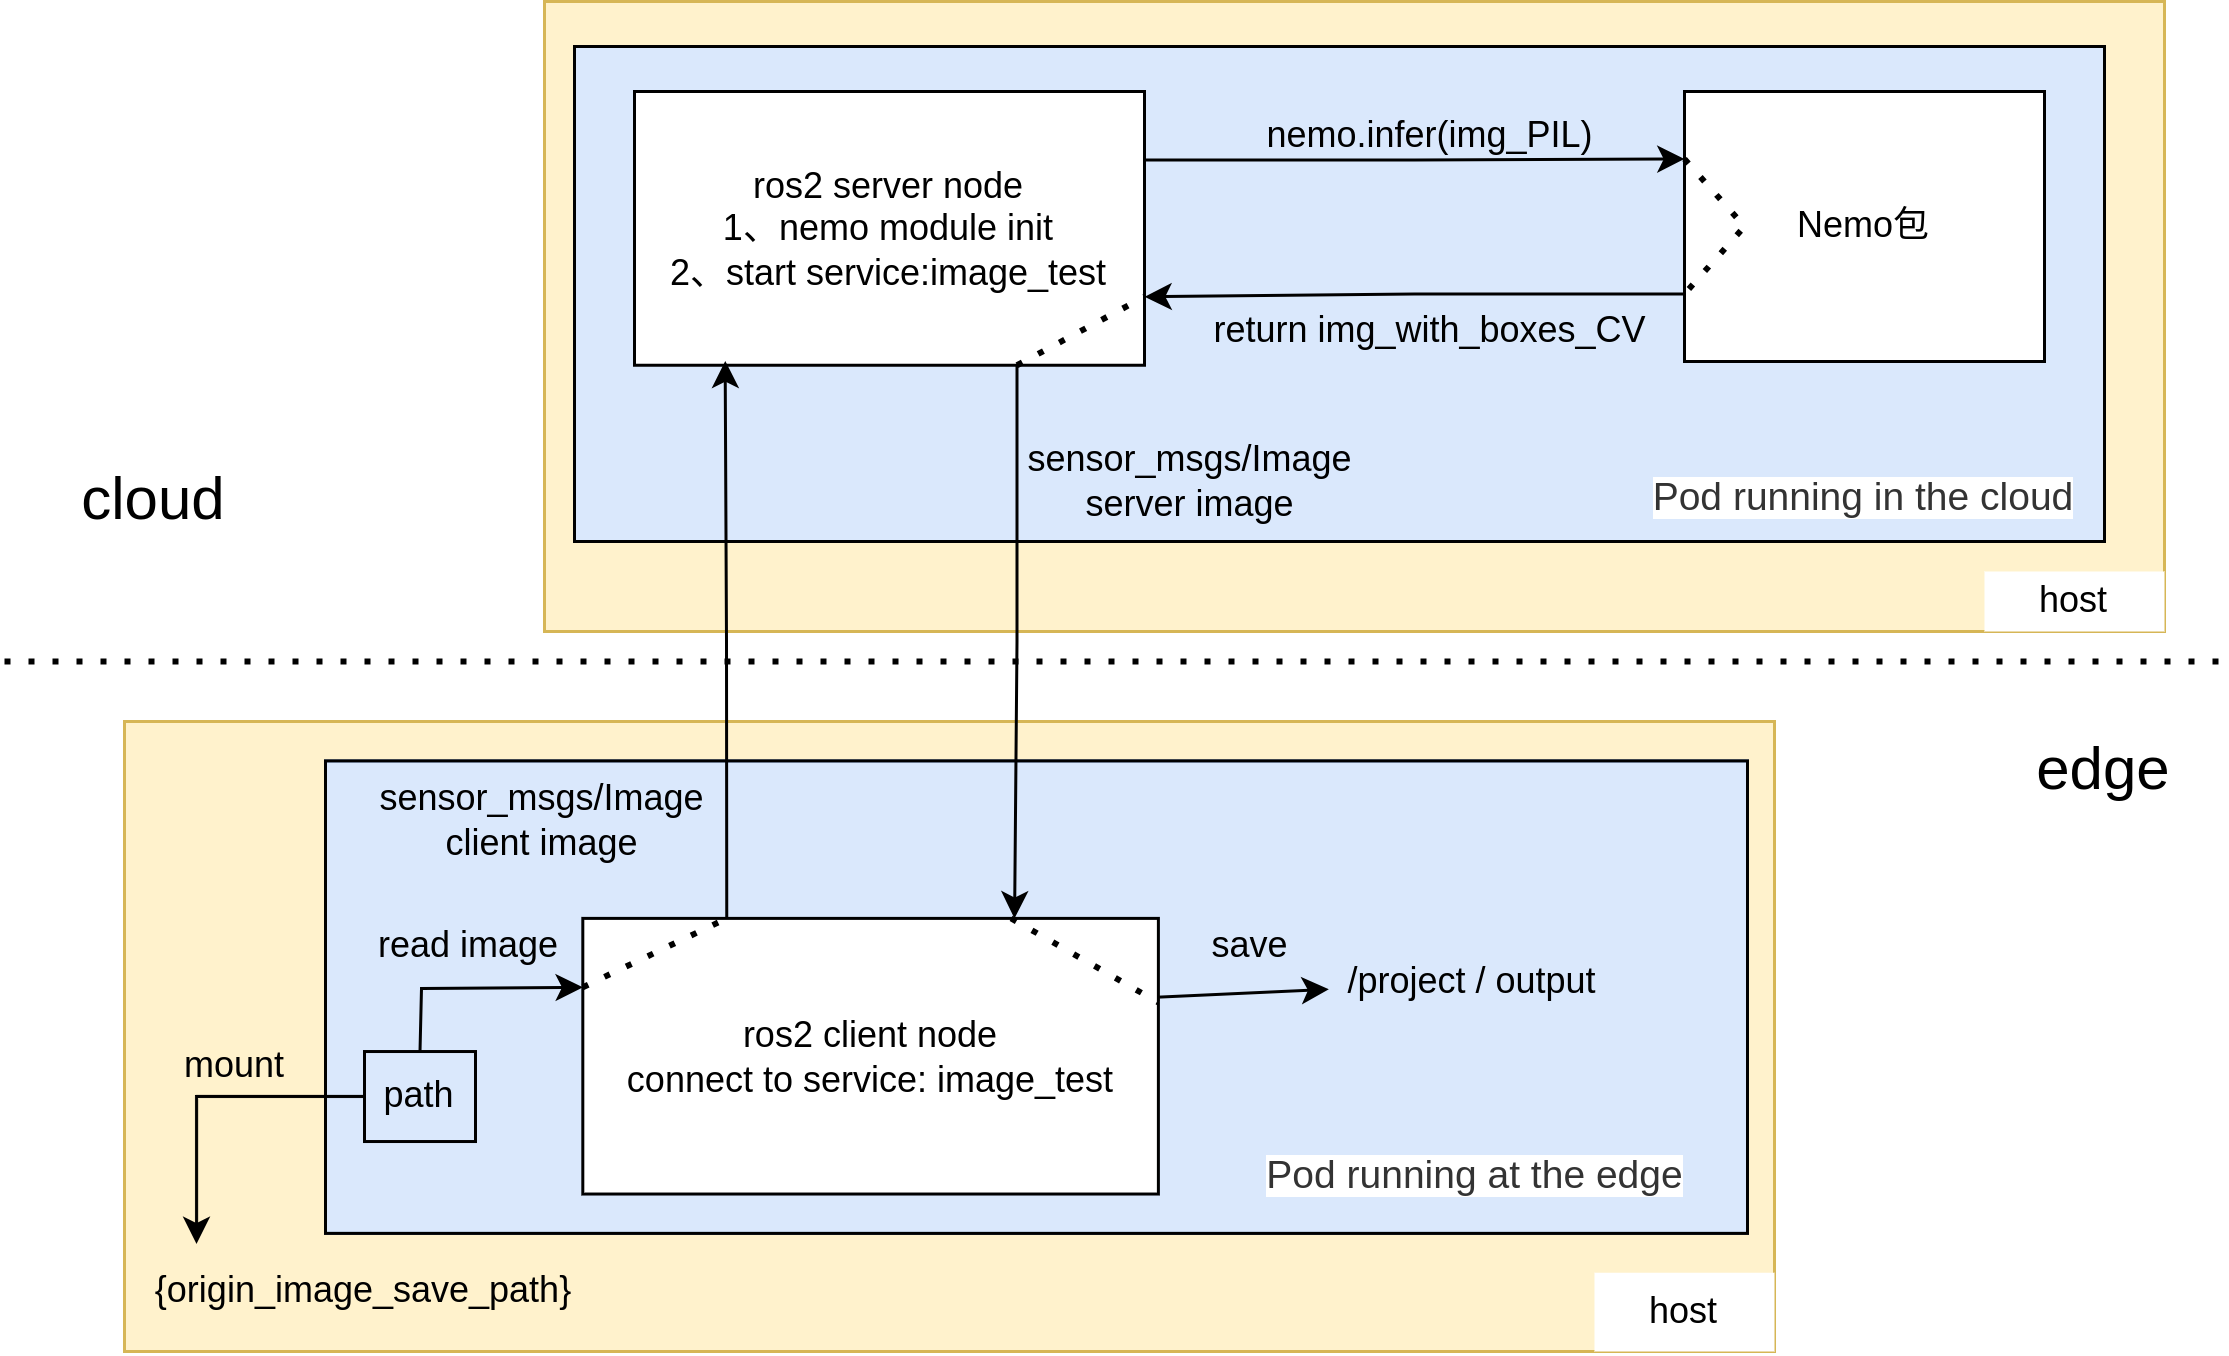 nemo.infer(img_PIL)
ros2 server node
1、nemo module init
2、start service:image_test
Nemo包
return img_with_boxes_CV
sensor_msgs/Image
server image
Pod running in the cloud
cloud
host
edge
sensor_msgs/Image
client image
read image
save
/project / output
ros2 client node
connect to service: image_test
mount
path
Pod running at the edge
{origin_image_save_path}
host